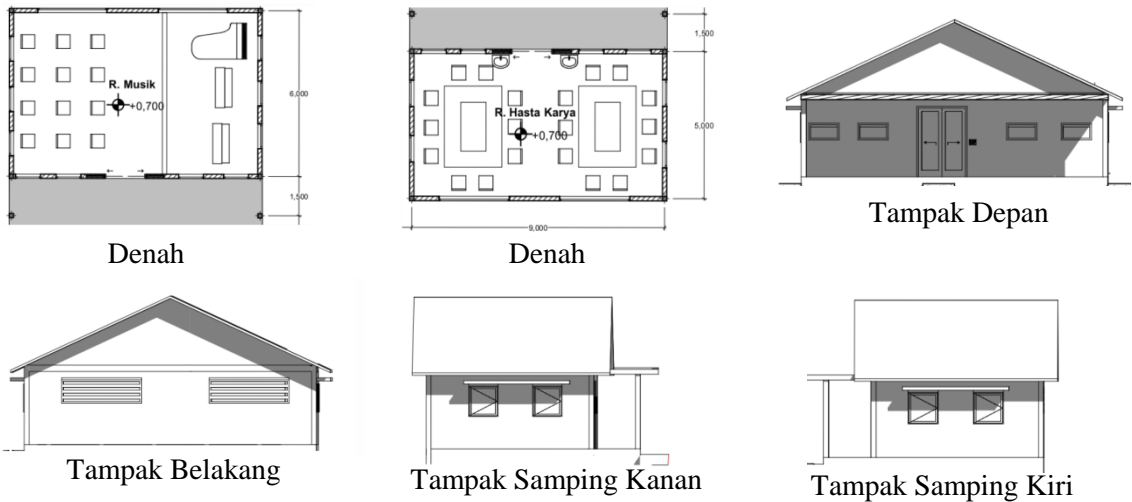 R. Musik
+0,700
6,000
1,500
Denah
1,500
R. Hasta Karya
+0,700
5,000
9,000
Denah
Tampak Depan
Tampak Belakang
Tampak Samping Kanan
Tampak Samping Kiri